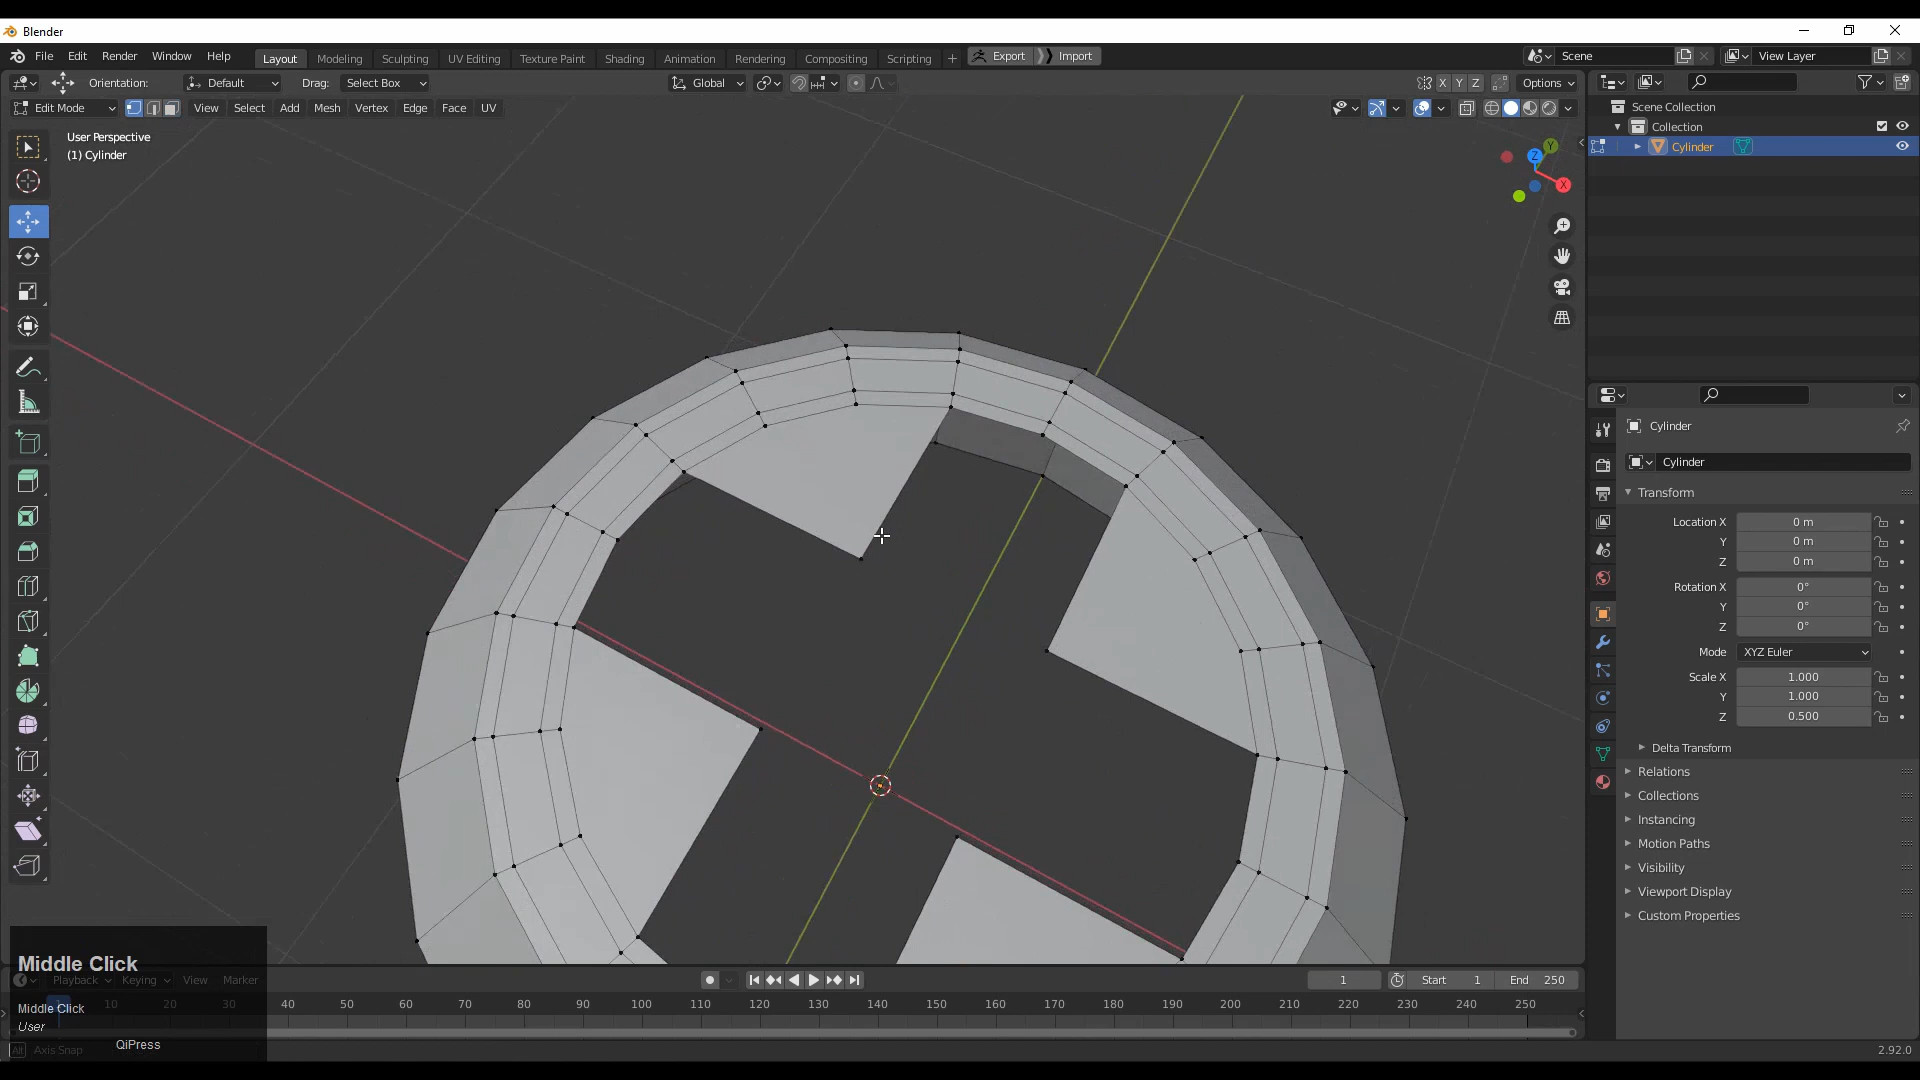 Blender
File Edit Render Window Help Layout Modeling Sculpting UV Editing Texture Paint Shading Animation Rendering Compositing Scripting + Export Import Scene View Layer
Orientation: Default Drag: Select Box Global X Y Z Options
Edit Mode View Select Add Mesh Vertex Edge Face UV
User Perspective
(1) Cylinder
Y
Z
X
Scene Collection
Collection
Cylinder
Cylinder
Cylinder
Transform
Location X 0 m
Y 0 m
Z 0 m
Rotation X 0°
Y 0°
Z 0°
Mode XYZ Euler
Scale X 1.000
Y 1.000
Z 0.500
Delta Transform
Relations
Collections
Instancing
Motion Paths
Visibility
Viewport Display
Custom Properties
Middle Click
Playback Keying View Marker 1 Start 1 End 250
1 10 20 30 40 50 60 70 80 90 100 110 120 130 140 150 160 170 180 190 200 210 220 230 240 250
Middle Click
User
QiPress
Alt Axis Snap
2.92.0